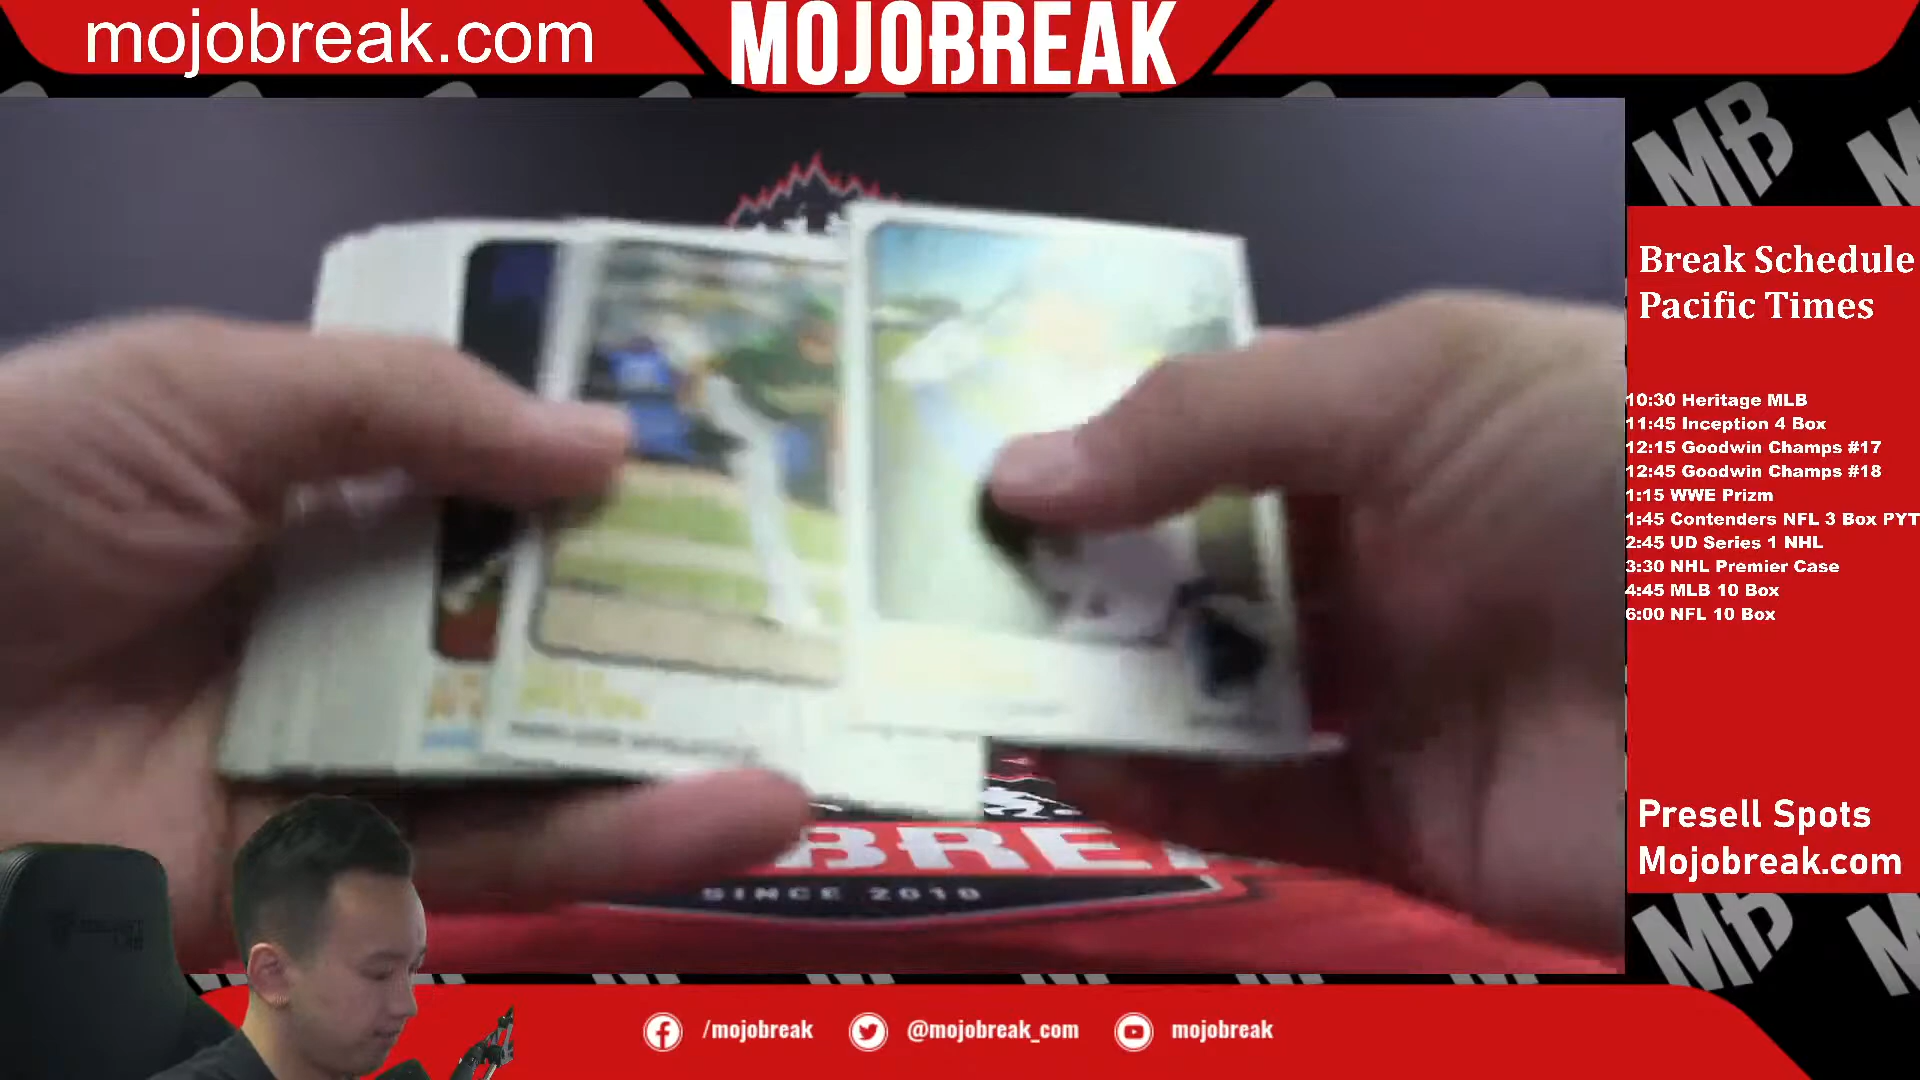 mojobreak.com
MOJOBREAK
Break Schedule
Pacific Times
10:30 Heritage MLB
11:45 Inception 4 Box
12:15 Goodwin Champs #17
12:45 Goodwin Champs #18
1:15 WWE Prizm
1:45 Contenders NFL 3 Box PYT
2:45 UD Series 1 NHL
3:30 NHL Premier Case
4:45 MLB 10 Box
6:00 NFL 10 Box
Presell Spots
Mojobreak.com
MB
MB
BREA
SINCE 2010
/mojobreak
@mojobreak_com
mojobreak